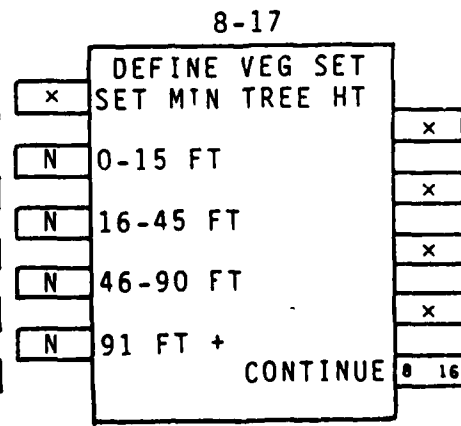 8-17
DEFINE VEG SET
× SET MIN TREE HT
×
N 0-15 FT
×
N 16-45 FT
×
N 46-90 FT
×
N 91 FT +
CONTINUE 8 16